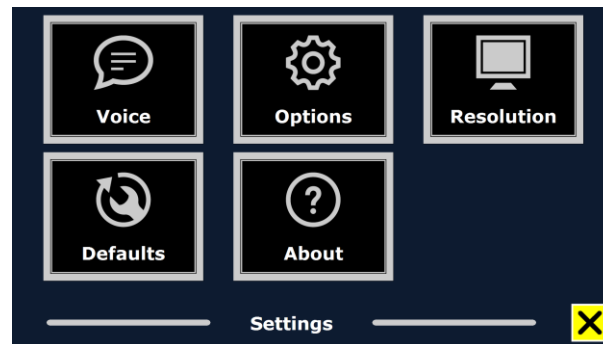 Voice
Options
Resolution
Defaults
About
Settings